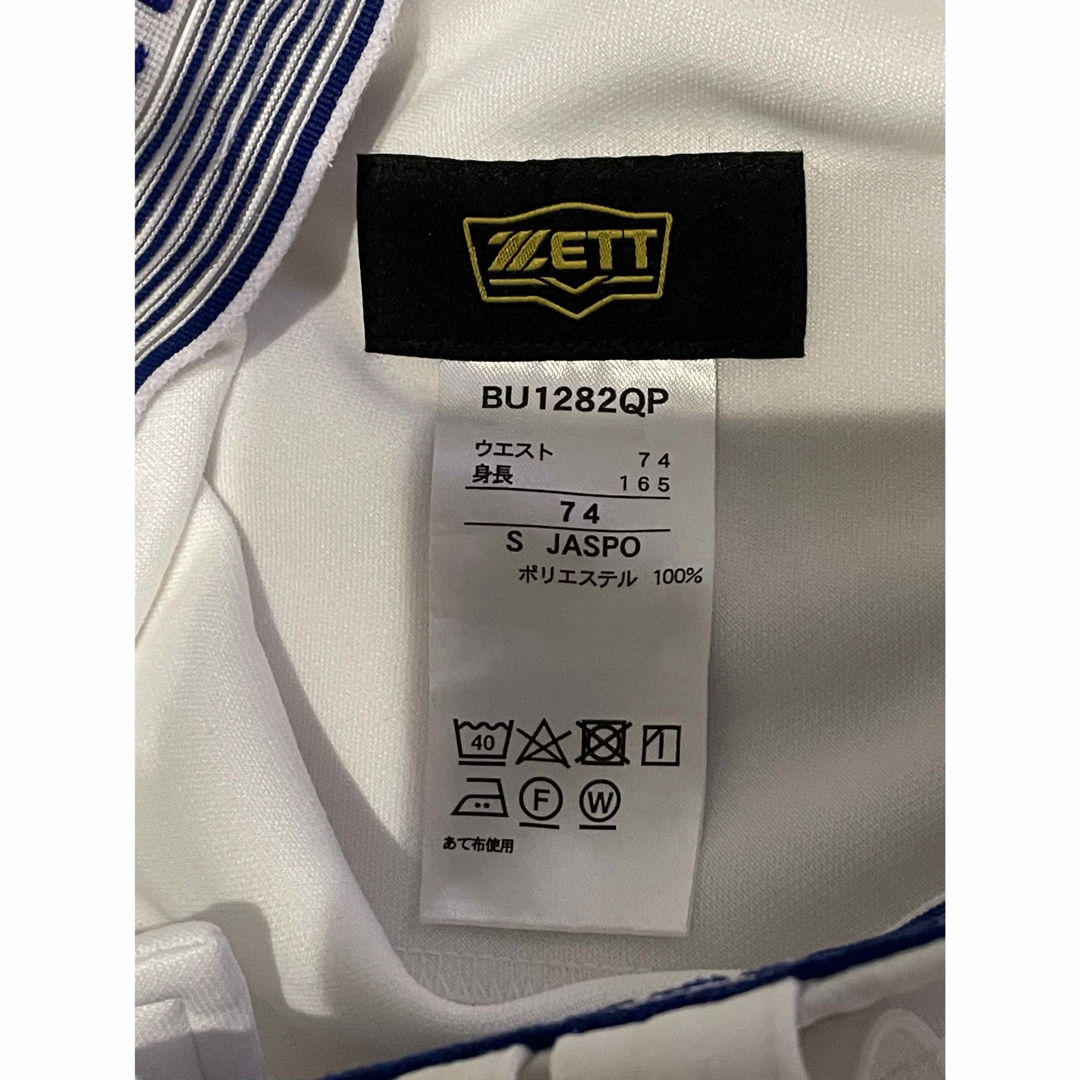 ZETT
BU1282QP
ウエスト 74
身長 165
74
S JASPO
ポリエステル 100%
40
F W
あて布使用